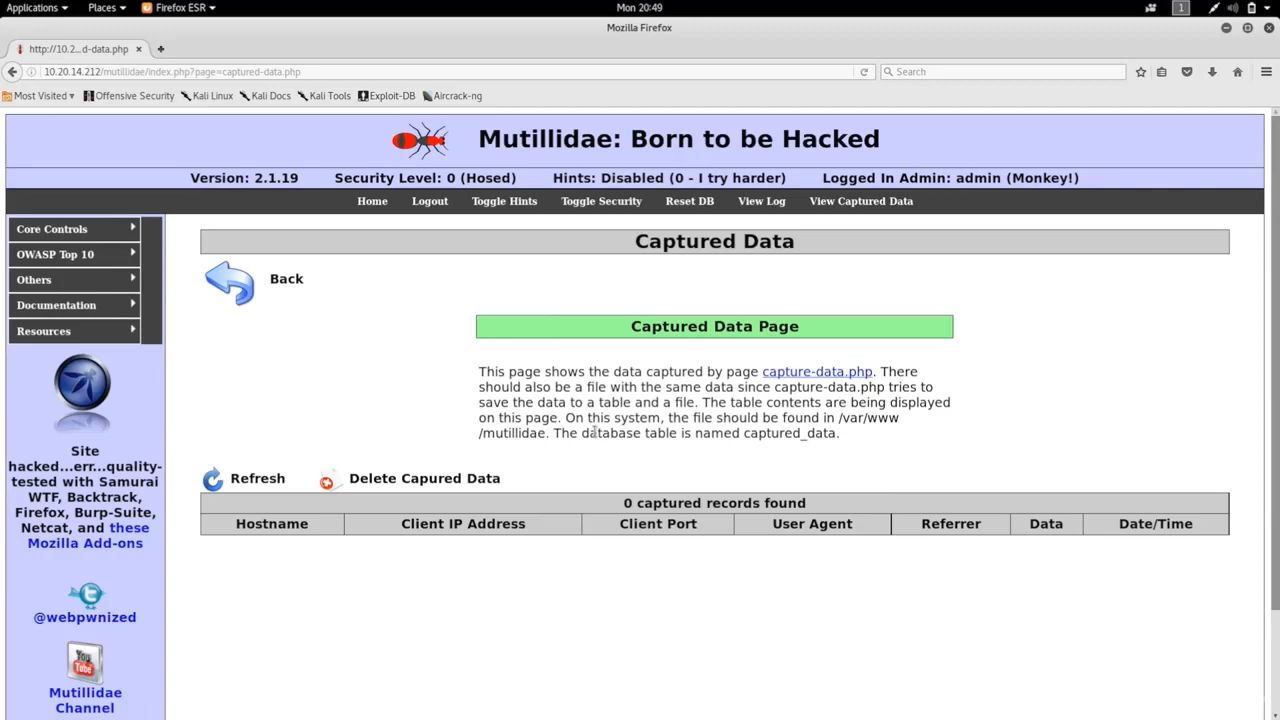 Applications
Places
Firefox ESR
Mon 20:49
1
Mozilla Firefox
http://10.2...d-data.php
10.20.14.212/mutillidae/index.php?page=captured-data.php
Search
Most Visited
Offensive Security
Kali Linux
Kali Docs
Kali Tools
Exploit-DB
Aircrack-ng
Mutillidae: Born to be Hacked
Version: 2.1.19
Security Level: 0 (Hosed)
Hints: Disabled (0 - I try harder)
Logged In Admin: admin (Monkey!)
Home
Logout
Toggle Hints
Toggle Security
Reset DB
View Log
View Captured Data
Core Controls
OWASP Top 10
Others
Documentation
Resources
Site
hacked...err...quality-
tested with Samurai
WTF, Backtrack,
Firefox, Burp-Suite,
Netcat, and these
Mozilla Add-ons
@webpwnized
You
Tube
Mutillidae
Channel
Captured Data
Back
Captured Data Page
This page shows the data captured by page capture-data.php. There
should also be a file with the same data since capture-data.php tries to
save the data to a table and a file. The table contents are being displayed
on this page. On this system, the file should be found in /var/www
/mutillidae. The database table is named captured_data.
Refresh
Delete Capured Data
0 captured records found
Hostname
Client IP Address
Client Port
User Agent
Referrer
Data
Date/Time